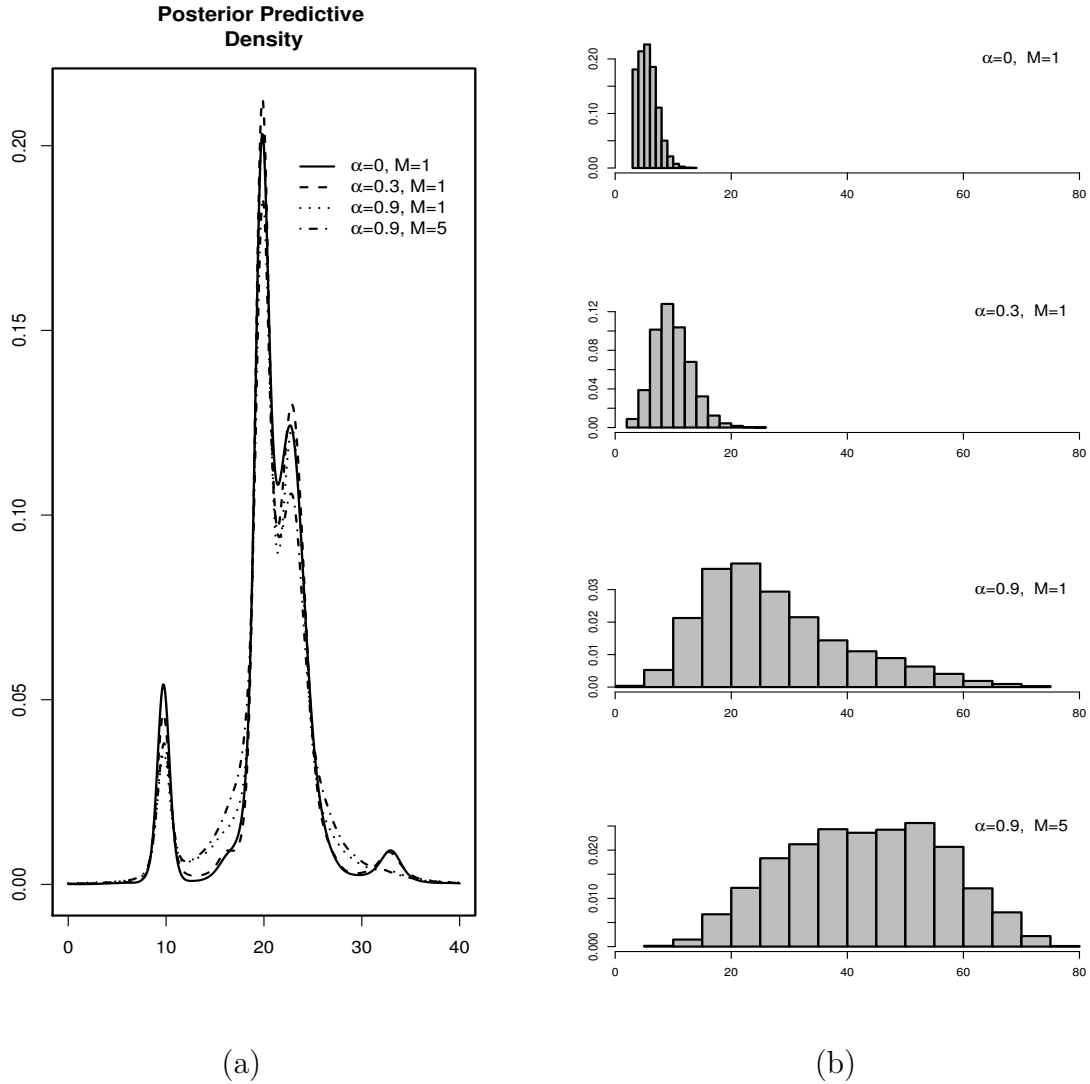 Posterior Predictive
Density
0.20
0.15
0.10
0.05
0.00
0 10 20 30 40
α=0, M=1
α=0.3, M=1
α=0.9, M=1
α=0.9, M=5
(a)
α=0, M=1
0.20
0.10
0.00
0 20 40 60 80
α=0.3, M=1
0.12
0.08
0.04
0.00
0 20 40 60 80
α=0.9, M=1
0.03
0.02
0.01
0.00
0 20 40 60 80
α=0.9, M=5
0.020
0.010
0.000
0 20 40 60 80
(b)